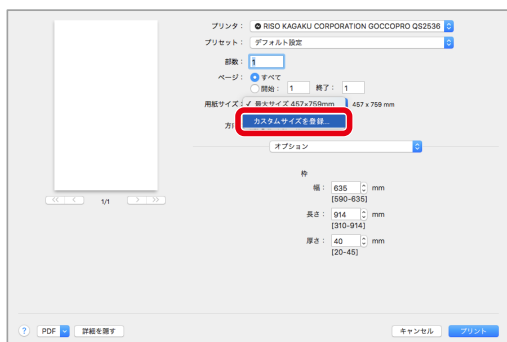 プリンタ： RISO KAGAKU CORPORATION GOCCOPRO QS2536
プリセット： デフォルト設定
部数： 1
ページ： すべて
開始： 1 終了： 1
用紙サイズ： ✓ 最大サイズ 457×759mm 457 x 759 mm
カスタムサイズを登録...
オプション
枠
幅： 635 mm
[590-635]
長さ： 914 mm
[310-914]
厚さ： 40 mm
[20-45]
<< < 1/1 > >>
? PDF 詳細を隠す キャンセル プリント